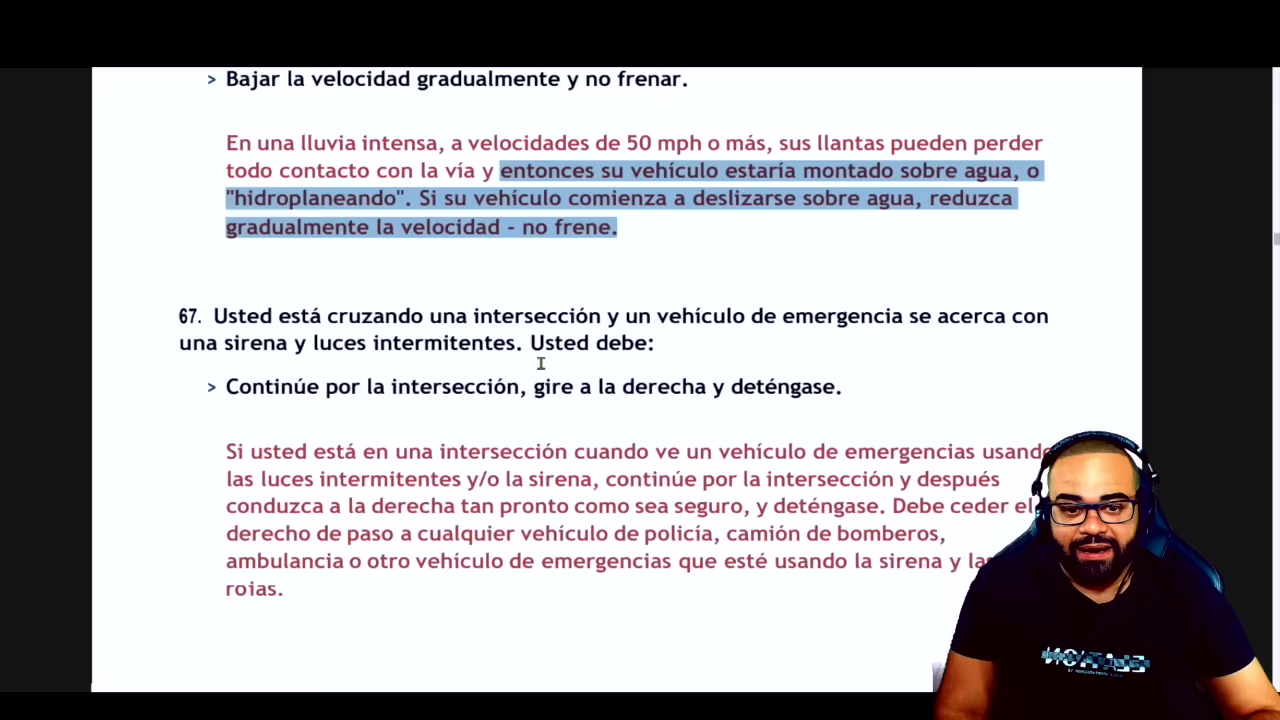 > Bajar la velocidad gradualmente y no frenar.
En una lluvia intensa, a velocidades de 50 mph o más, sus llantas pueden perder
todo contacto con la vía y entonces su vehículo estaría montado sobre agua, o
"hidroplaneando". Si su vehículo comienza a deslizarse sobre agua, reduzca
gradualmente la velocidad - no frene.
67. Usted está cruzando una intersección y un vehículo de emergencia se acerca con
una sirena y luces intermitentes. Usted debe:
> Continúe por la intersección, gire a la derecha y deténgase.
Si usted está en una intersección cuando ve un vehículo de emergencias usando
las luces intermitentes y/o la sirena, continúe por la intersección y después
conduzca a la derecha tan pronto como sea seguro, y deténgase. Debe ceder el
derecho de paso a cualquier vehículo de policía, camión de bomberos,
ambulancia o otro vehículo de emergencias que esté usando la sirena y
rojas.